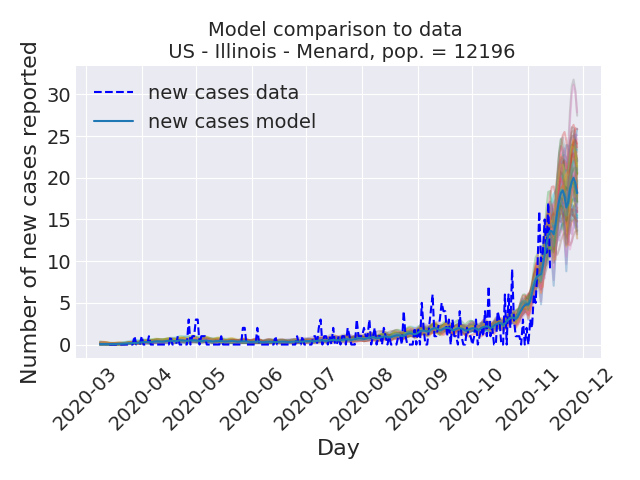 Model comparison to data
US - Illinois - Menard, pop. = 12196
Number of new cases reported
30
25
20
15
10
5
0
new cases data
new cases model
2020-03
2020-04
2020-05
2020-06
2020-07
2020-08
2020-09
2020-10
2020-11
2020-12
Day